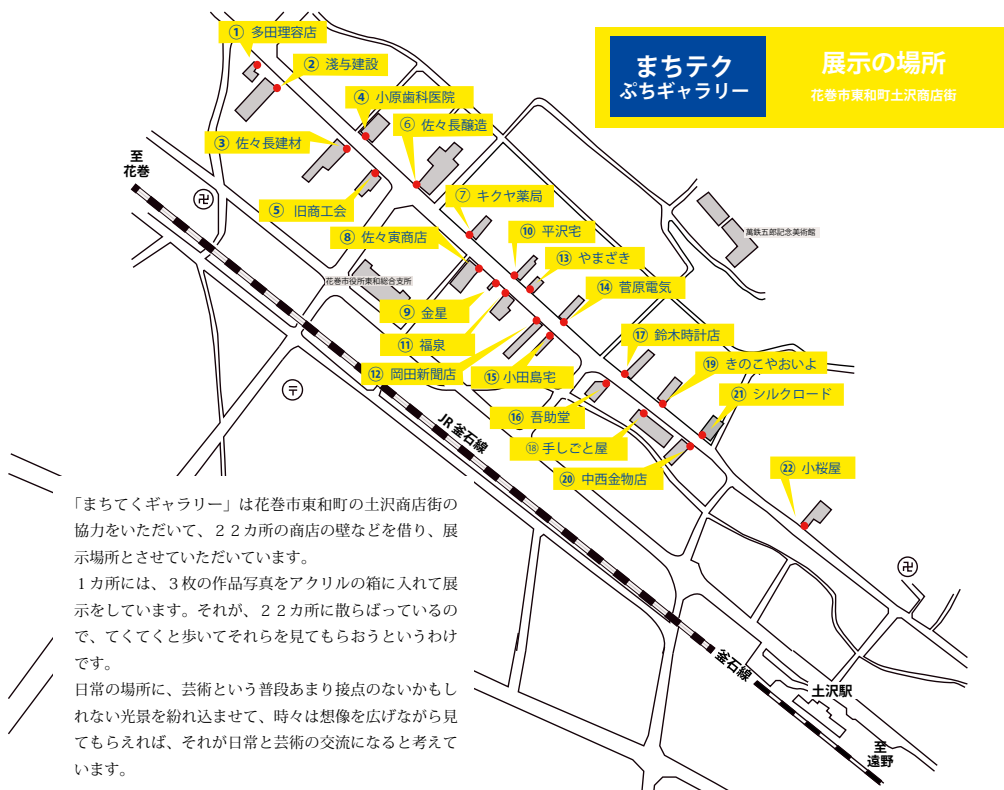 まちテク
ぷちギャラリー
展示の場所
花巻市東和町土沢商店街
① 多田理容店
② 淺与建設
④ 小原歯科医院
⑥ 佐々長醸造
③ 佐々長建材
至
花巻
卍
⑤ 旧商工会
⑦ キクヤ薬局
⑧ 佐々寅商店
⑩ 平沢宅
萬鉄五郎記念美術館
⑬ やまざき
花巻市役所東和総合支所
⑭ 菅原電気
⑨ 金星
⑪ 福泉
⑰ 鈴木時計店
⑫ 岡田新聞店
⑮ 小田島宅
⑲ きのこやおいよ
〒
㉑ シルクロード
⑯ 吾助堂
JR 釜石線
⑱ 手しごと屋
⑳ 中西金物店
㉒ 小桜屋
「まちてくギャラリー」は花巻市東和町の土沢商店街の
協力をいただいて、２２カ所の商店の壁などを借り、展
示場所とさせていただいています。
１カ所には、３枚の作品写真をアクリルの箱に入れて展
示をしています。それが、２２カ所に散らばっているの
で、てくてくと歩いてそれらを見てもらおうというわけ
です。
日常の場所に、芸術という普段あまり接点のないかもし
れない光景を紛れ込ませて、時々は想像を広げながら見
てもらえれば、それが日常と芸術の交流になると考えて
います。
卍
釜石線
土沢駅
至
遠野